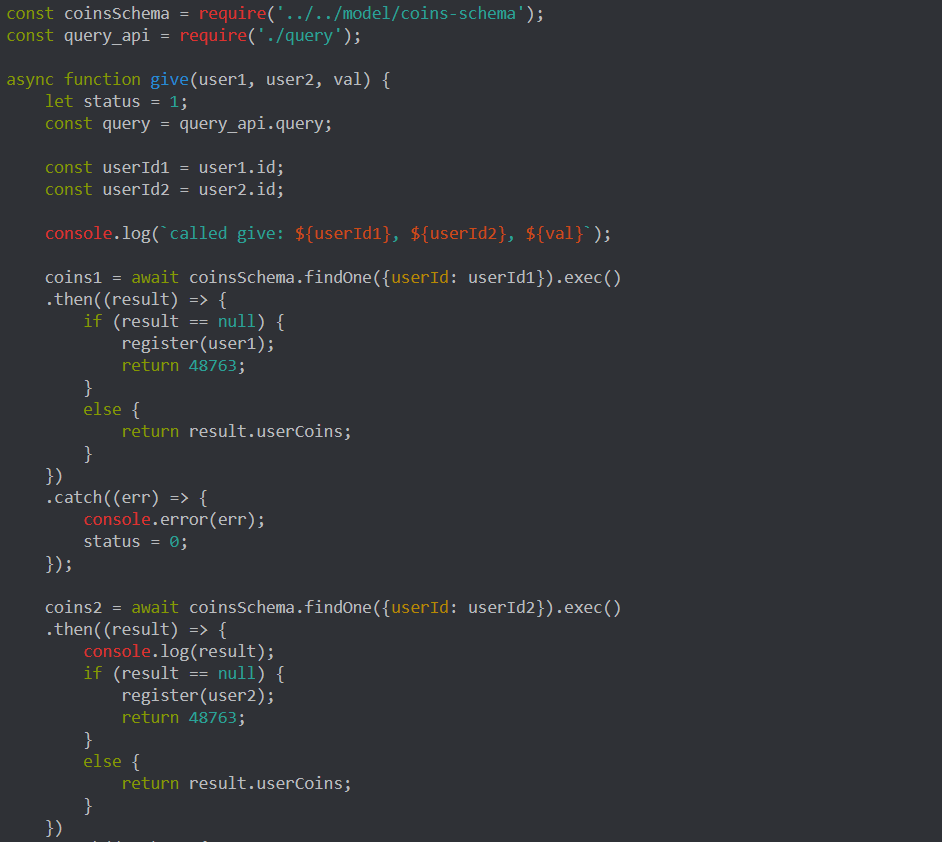 const coinsSchema = require('../../model/coins-schema');
const query_api = require('./query');

async function give(user1, user2, val) {
    let status = 1;
    const query = query_api.query;

    const userId1 = user1.id;
    const userId2 = user2.id;

    console.log(`called give: ${userId1}, ${userId2}, ${val}`);

    coins1 = await coinsSchema.findOne({userId: userId1}).exec()
    .then((result) => {
        if (result == null) {
            register(user1);
            return 48763;
        }
        else {
            return result.userCoins;
        }
    })
    .catch((err) => {
        console.error(err);
        status = 0;
    });

    coins2 = await coinsSchema.findOne({userId: userId2}).exec()
    .then((result) => {
        console.log(result);
        if (result == null) {
            register(user2);
            return 48763;
        }
        else {
            return result.userCoins;
        }
    })